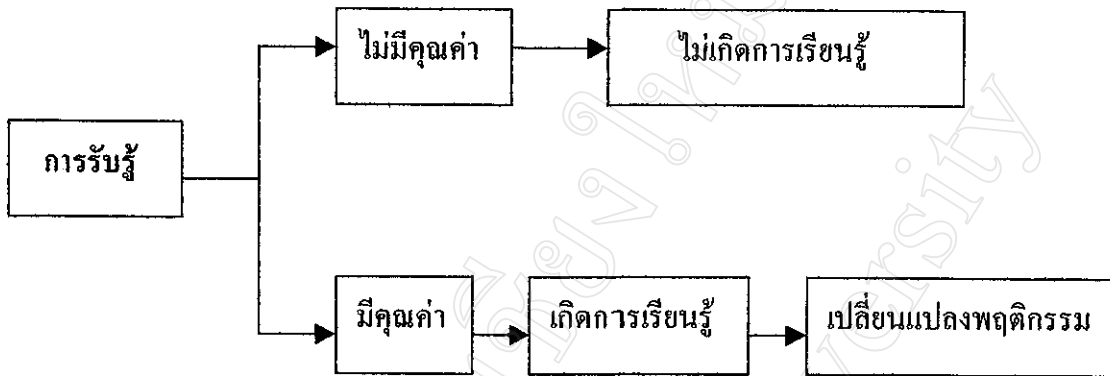 ไม่มีคุณค่า
ไม่เกิดการเรียนรู้
การรับรู้
มีคุณค่า
เกิดการเรียนรู้
เปลี่ยนแปลงพฤติกรรม